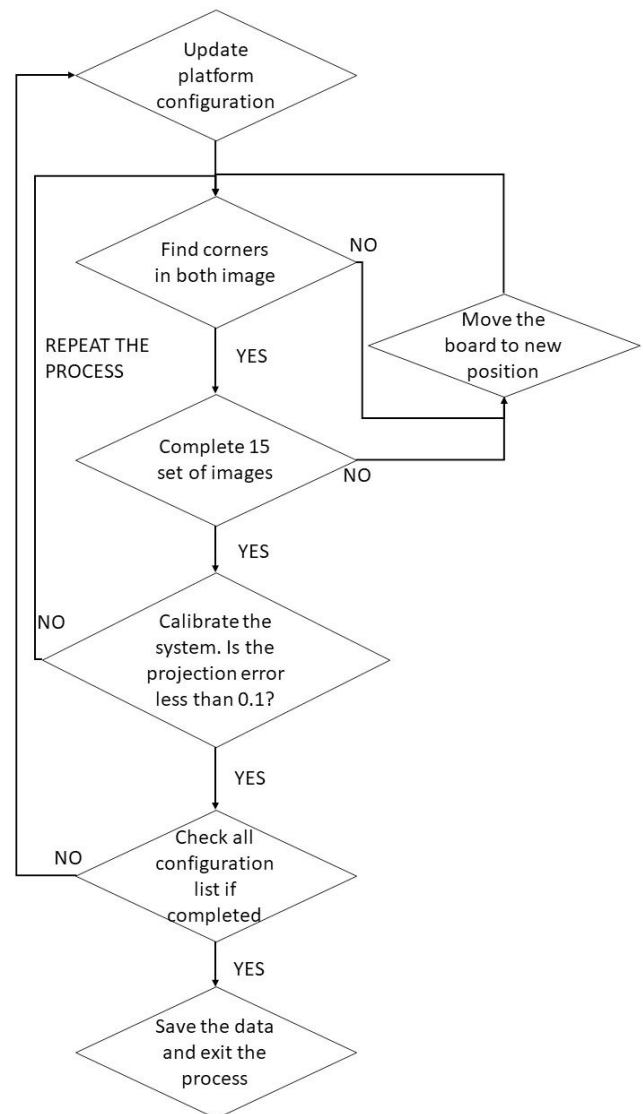 Update
platform
configuration
Find corners
in both image
NO
Move the
board to new
position
REPEAT THE
PROCESS
YES
Complete 15
set of images
NO
YES
NO
Calibrate the
system. Is the
projection error
less than 0.1?
YES
NO
Check all
configuration
list if
completed
YES
Save the data
and exit the
process